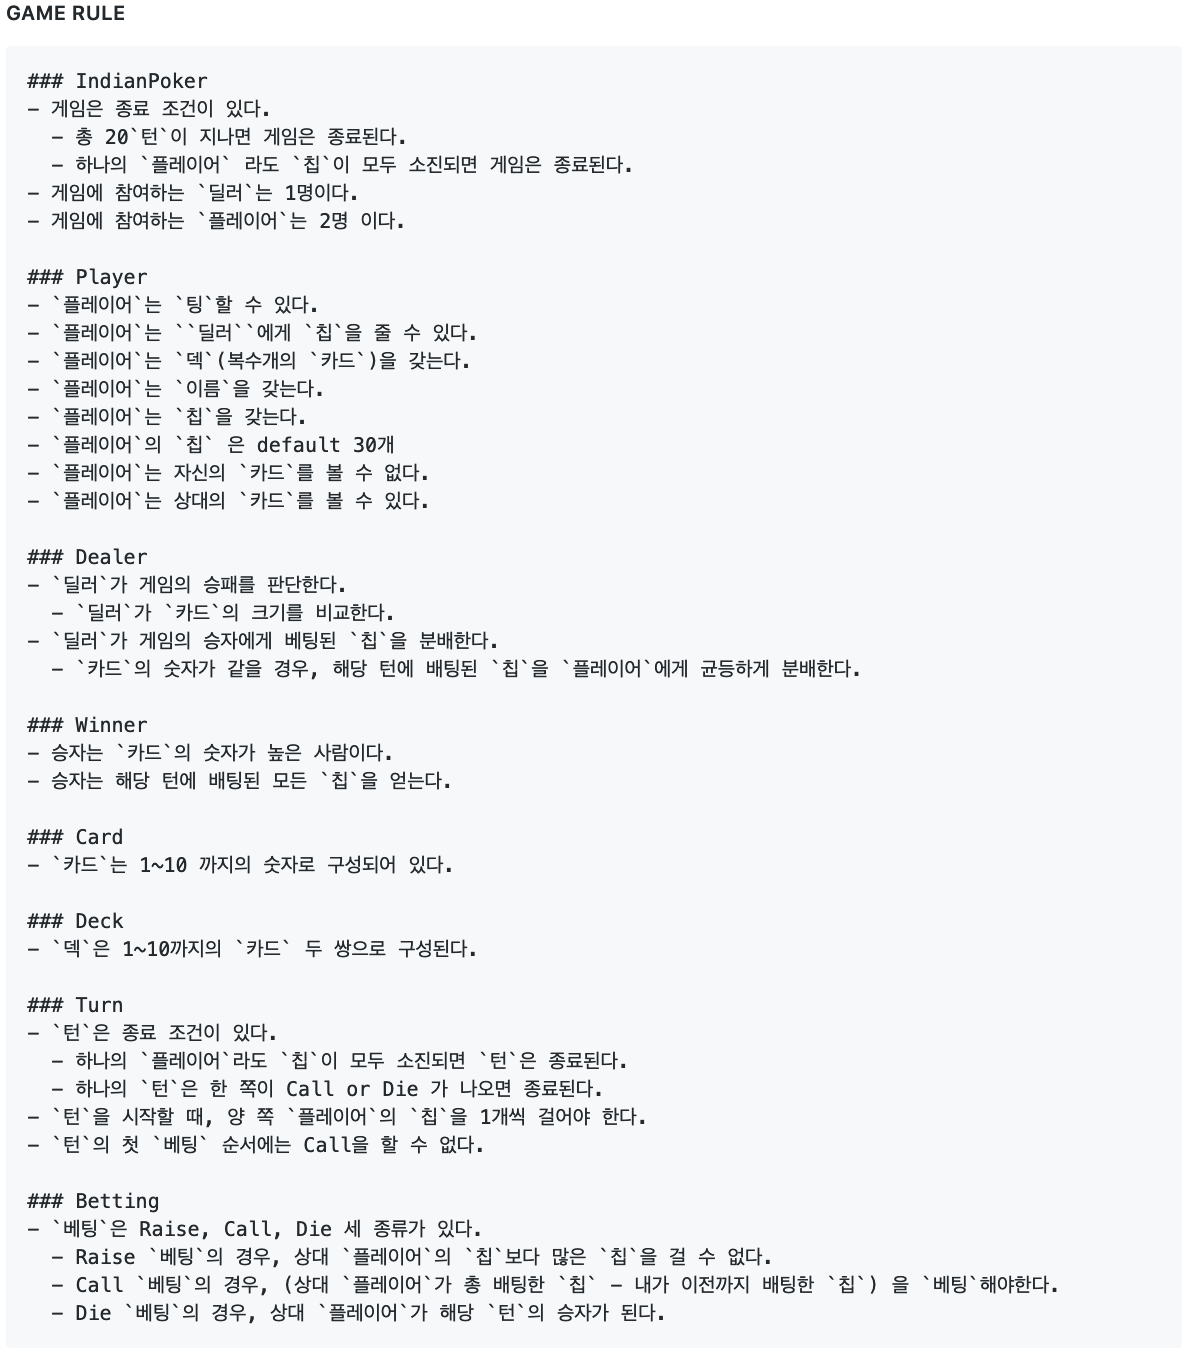 GAME RULE
### IndianPoker
- 게임은 종료 조건이 있다.
- 총 20`턴`이 지나면 게임은 종료된다.
- 하나의 `플레이어` 라도 `칩`이 모두 소진되면 게임은 종료된다.
- 게임에 참여하는 `딜러`는 1명이다.
- 게임에 참여하는 `플레이어`는 2명 이다.
### Player
- `플레이어`는 `팅`할 수 있다.
- `플레이어`는 ``딜러``에게 `칩`을 줄 수 있다.
- `플레이어`는 `덱`(복수개의 `카드`)을 갖는다.
- `플레이어`는 `이름`을 갖는다.
- `플레이어`는 `칩`을 갖는다.
- `플레이어`의 `칩` 은 default 30개
- `플레이어`는 자신의 `카드`를 볼 수 없다.
- `플레이어`는 상대의 `카드`를 볼 수 있다.
### Dealer
- `딜러`가 게임의 승패를 판단한다.
- `딜러`가 `카드`의 크기를 비교한다.
- `딜러`가 게임의 승자에게 베팅된 `칩`을 분배한다.
- `카드`의 숫자가 같을 경우, 해당 턴에 배팅된 `칩`을 `플레이어`에게 균등하게 분배한다.
### Winner
- 승자는 `카드`의 숫자가 높은 사람이다.
- 승자는 해당 턴에 배팅된 모든 `칩`을 얻는다.
### Card
- `카드`는 1~10 까지의 숫자로 구성되어 있다.
### Deck
- `덱`은 1~10까지의 `카드` 두 쌍으로 구성된다.
### Turn
- `턴`은 종료 조건이 있다.
- 하나의 `플레이어`라도 `칩`이 모두 소진되면 `턴`은 종료된다.
- 하나의 `턴`은 한 쪽이 Call or Die 가 나오면 종료된다.
- `턴`을 시작할 때, 양 쪽 `플레이어`의 `칩`을 1개씩 걸어야 한다.
- `턴`의 첫 `베팅` 순서에는 Call을 할 수 없다.
### Betting
- `베팅`은 Raise, Call, Die 세 종류가 있다.
- Raise `베팅`의 경우, 상대 `플레이어`의 `칩`보다 많은 `칩`을 걸 수 없다.
- Call `베팅`의 경우, (상대 `플레이어`가 총 배팅한 `칩` - 내가 이전까지 배팅한 `칩`) 을 `베팅`해야한다.
- Die `베팅`의 경우, 상대 `플레이어`가 해당 `턴`의 승자가 된다.